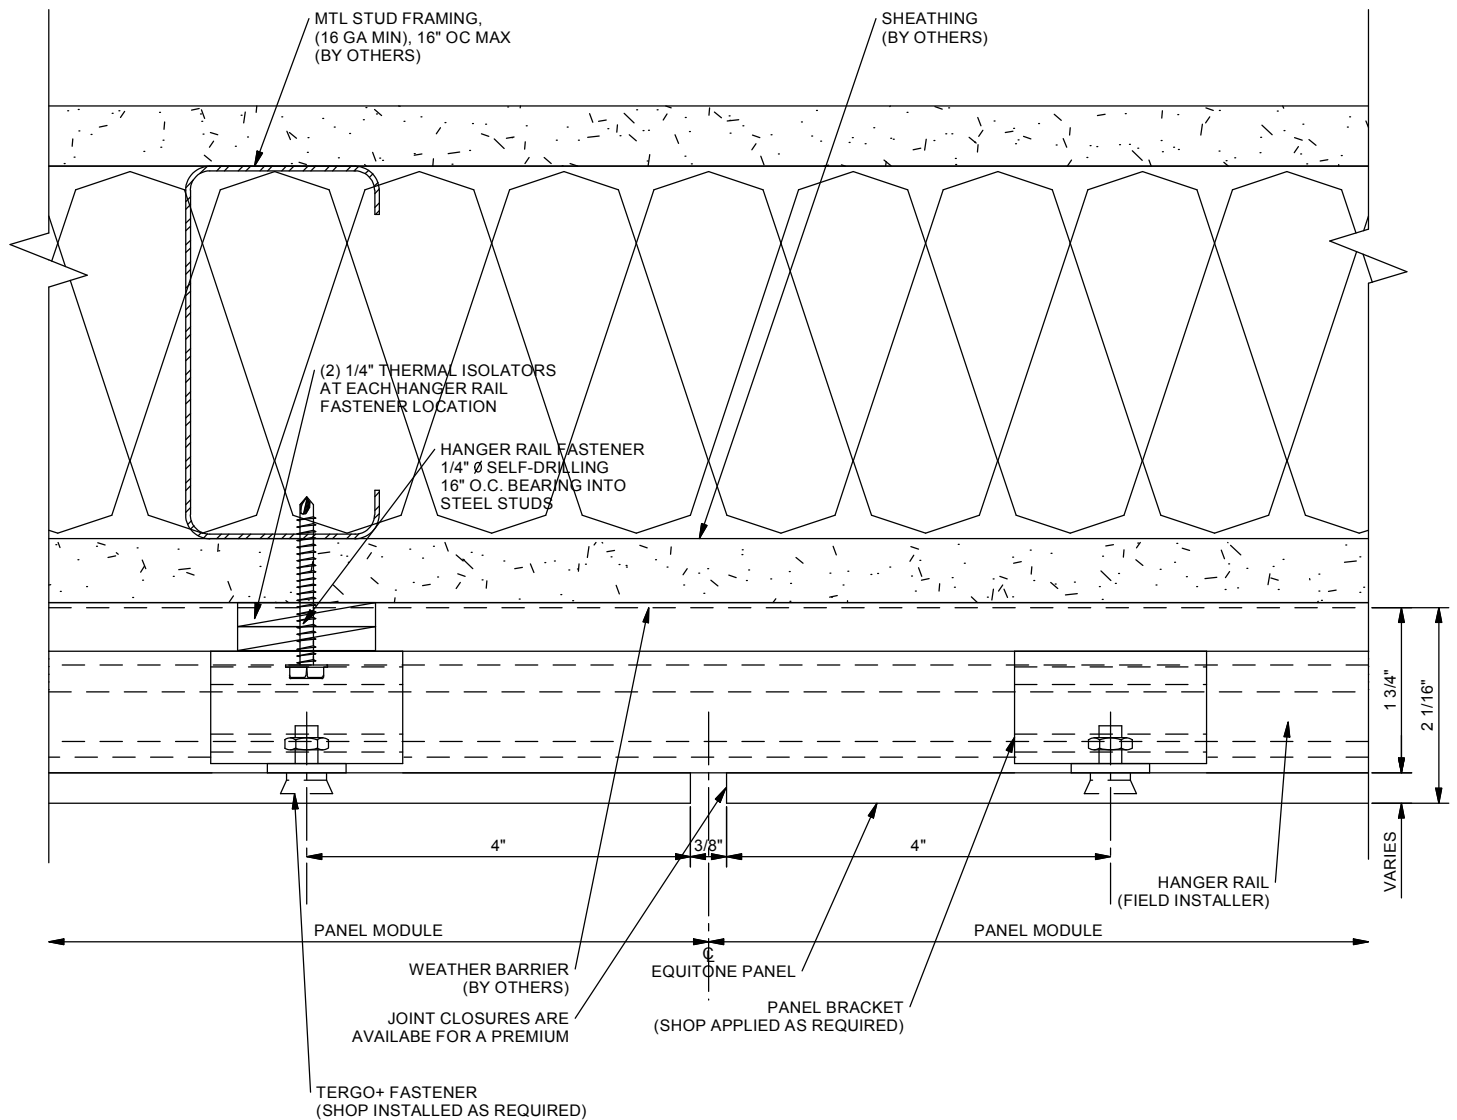 MTL STUD FRAMING,
(16 GA MIN), 16" OC MAX
(BY OTHERS)
SHEATHING
(BY OTHERS)
(2) 1/4" THERMAL ISOLATORS
AT EACH HANGER RAIL
FASTENER LOCATION
HANGER RAIL FASTENER
1/4" Ø SELF-DRILLING
16" O.C. BEARING INTO
STEEL STUDS
1 3/4"
2 1/16"
VARIES
4"
3/8"
4"
HANGER RAIL
(FIELD INSTALLER)
PANEL MODULE
PANEL MODULE
℄
WEATHER BARRIER
(BY OTHERS)
EQUITONE PANEL
PANEL BRACKET
(SHOP APPLIED AS REQUIRED)
JOINT CLOSURES ARE
AVAILABE FOR A PREMIUM
TERGO+ FASTENER
(SHOP INSTALLED AS REQUIRED)